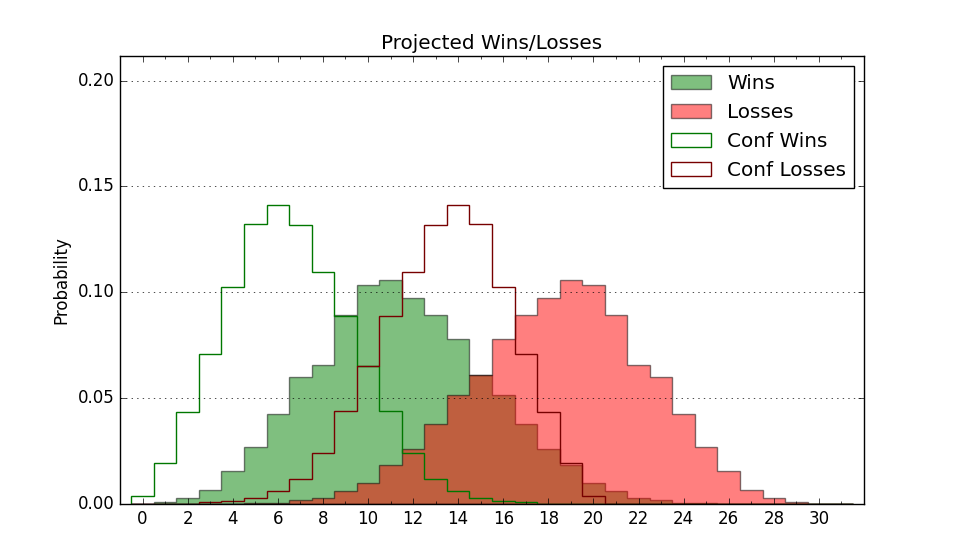 Projected Wins/Losses
Wins
Losses
Conf Wins
Conf Losses
Probability
0.20
0.15
0.10
0.05
0.00
0 2 4 6 8 10 12 14 16 18 20 22 24 26 28 30